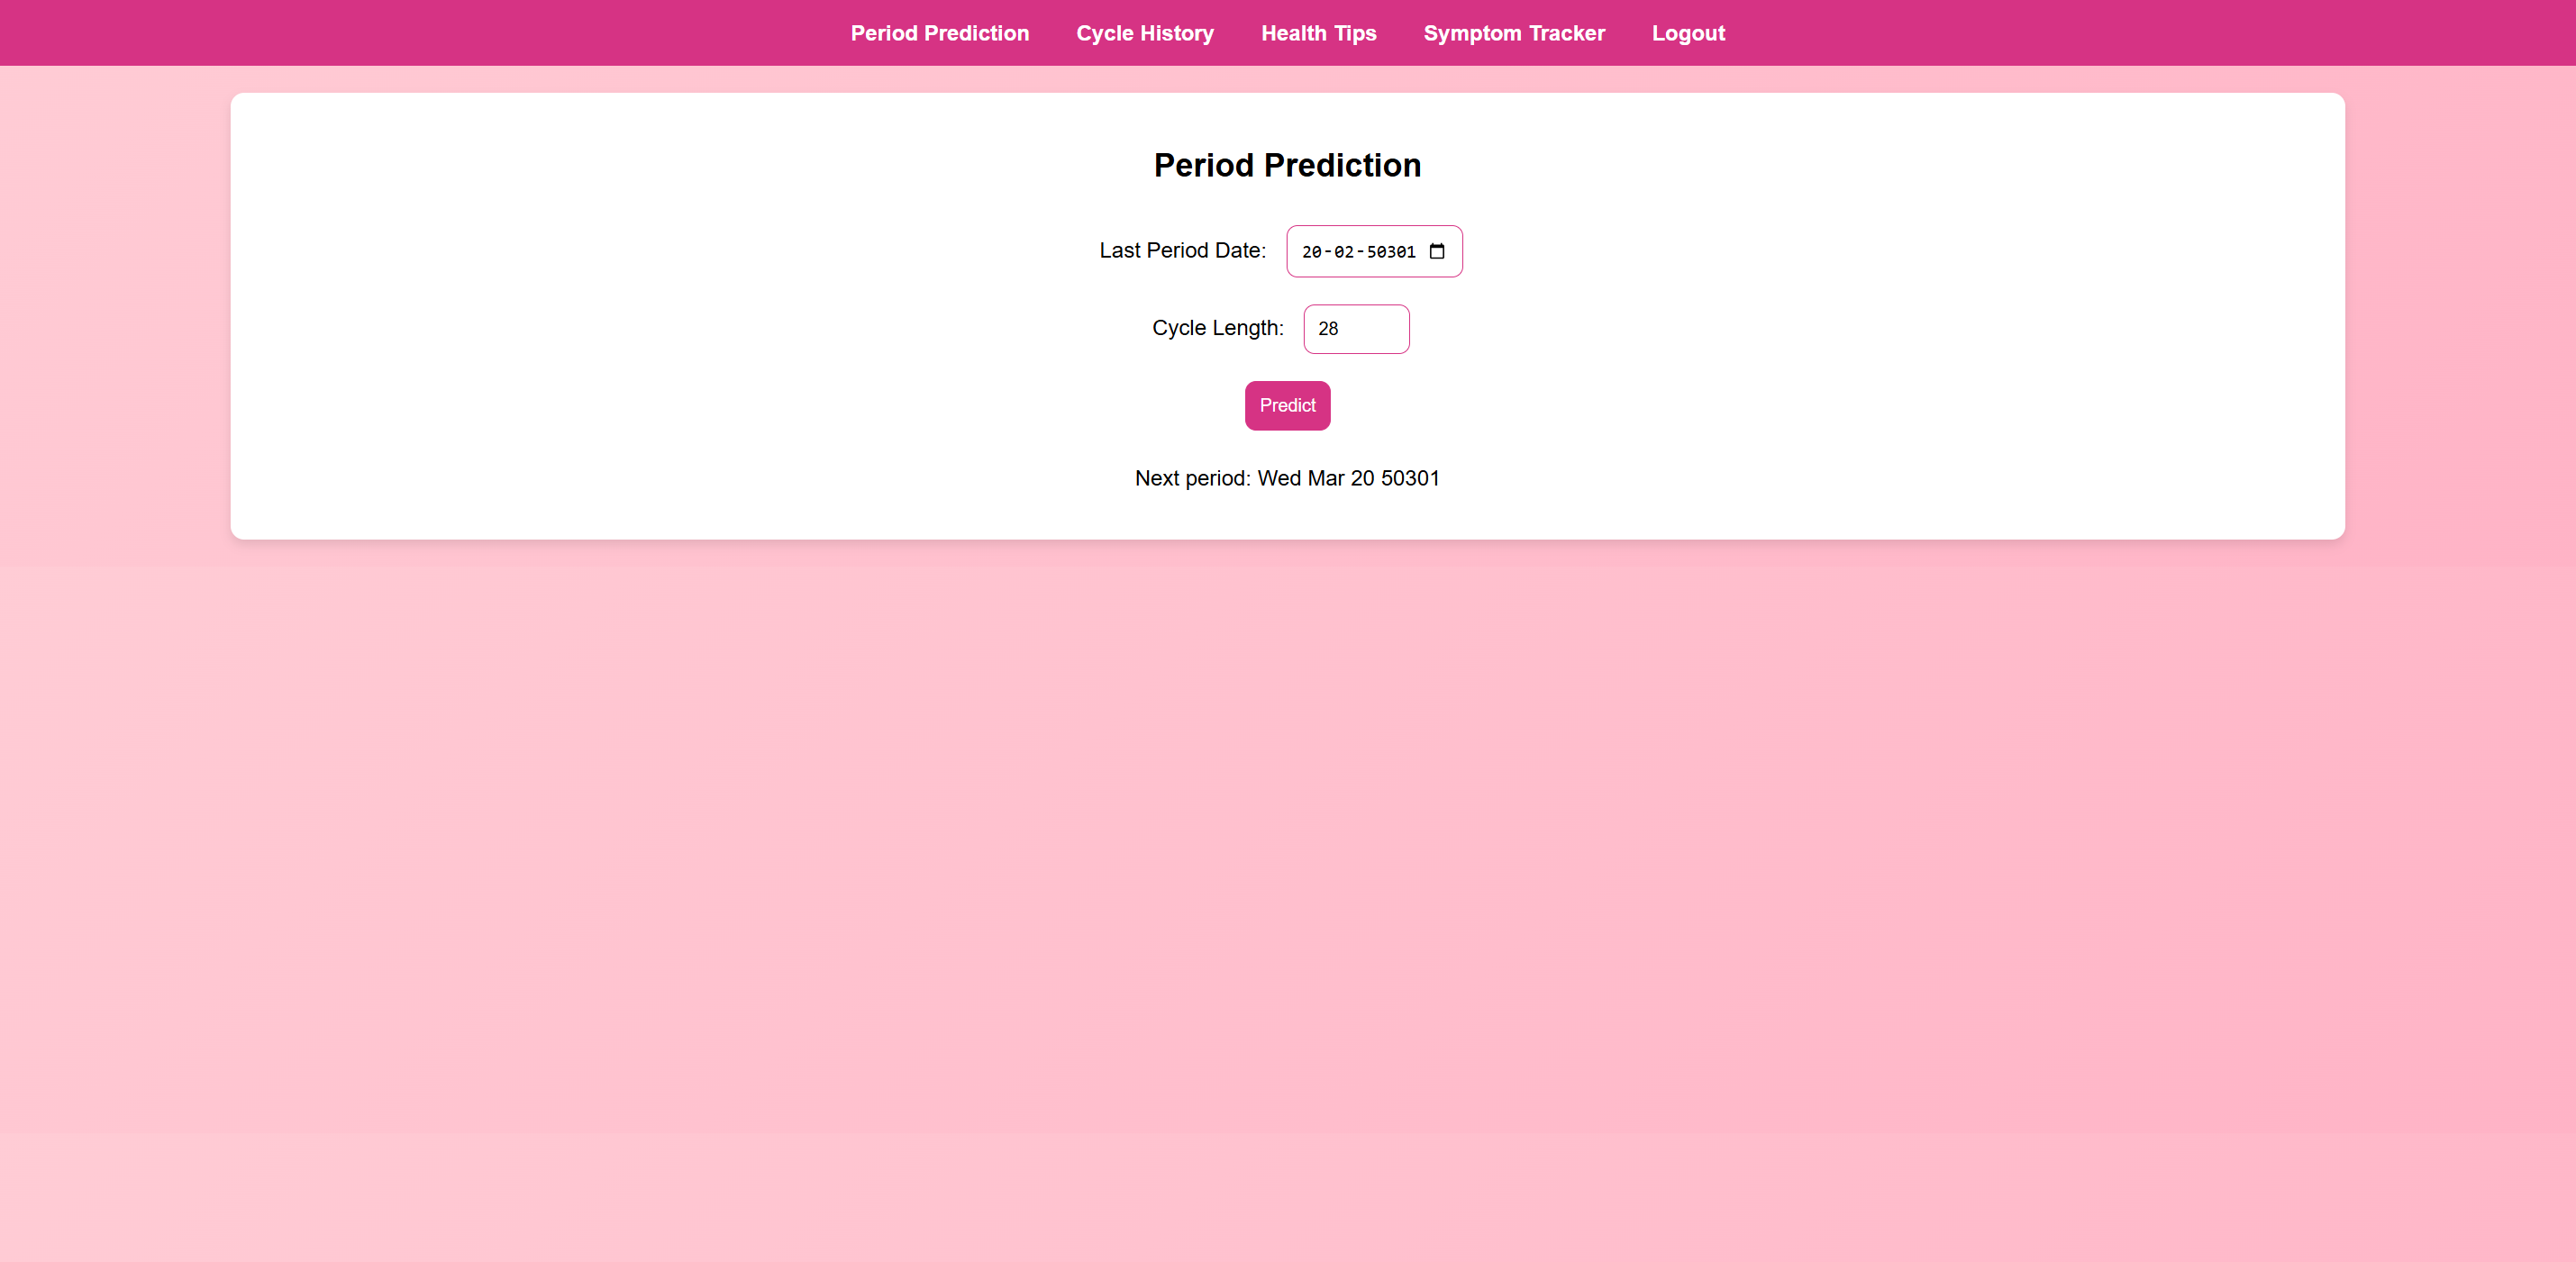 Period Prediction Cycle History Health Tips Symptom Tracker Logout
Period Prediction
Last Period Date: 20-02-50301
Cycle Length: 28
Predict
Next period: Wed Mar 20 50301